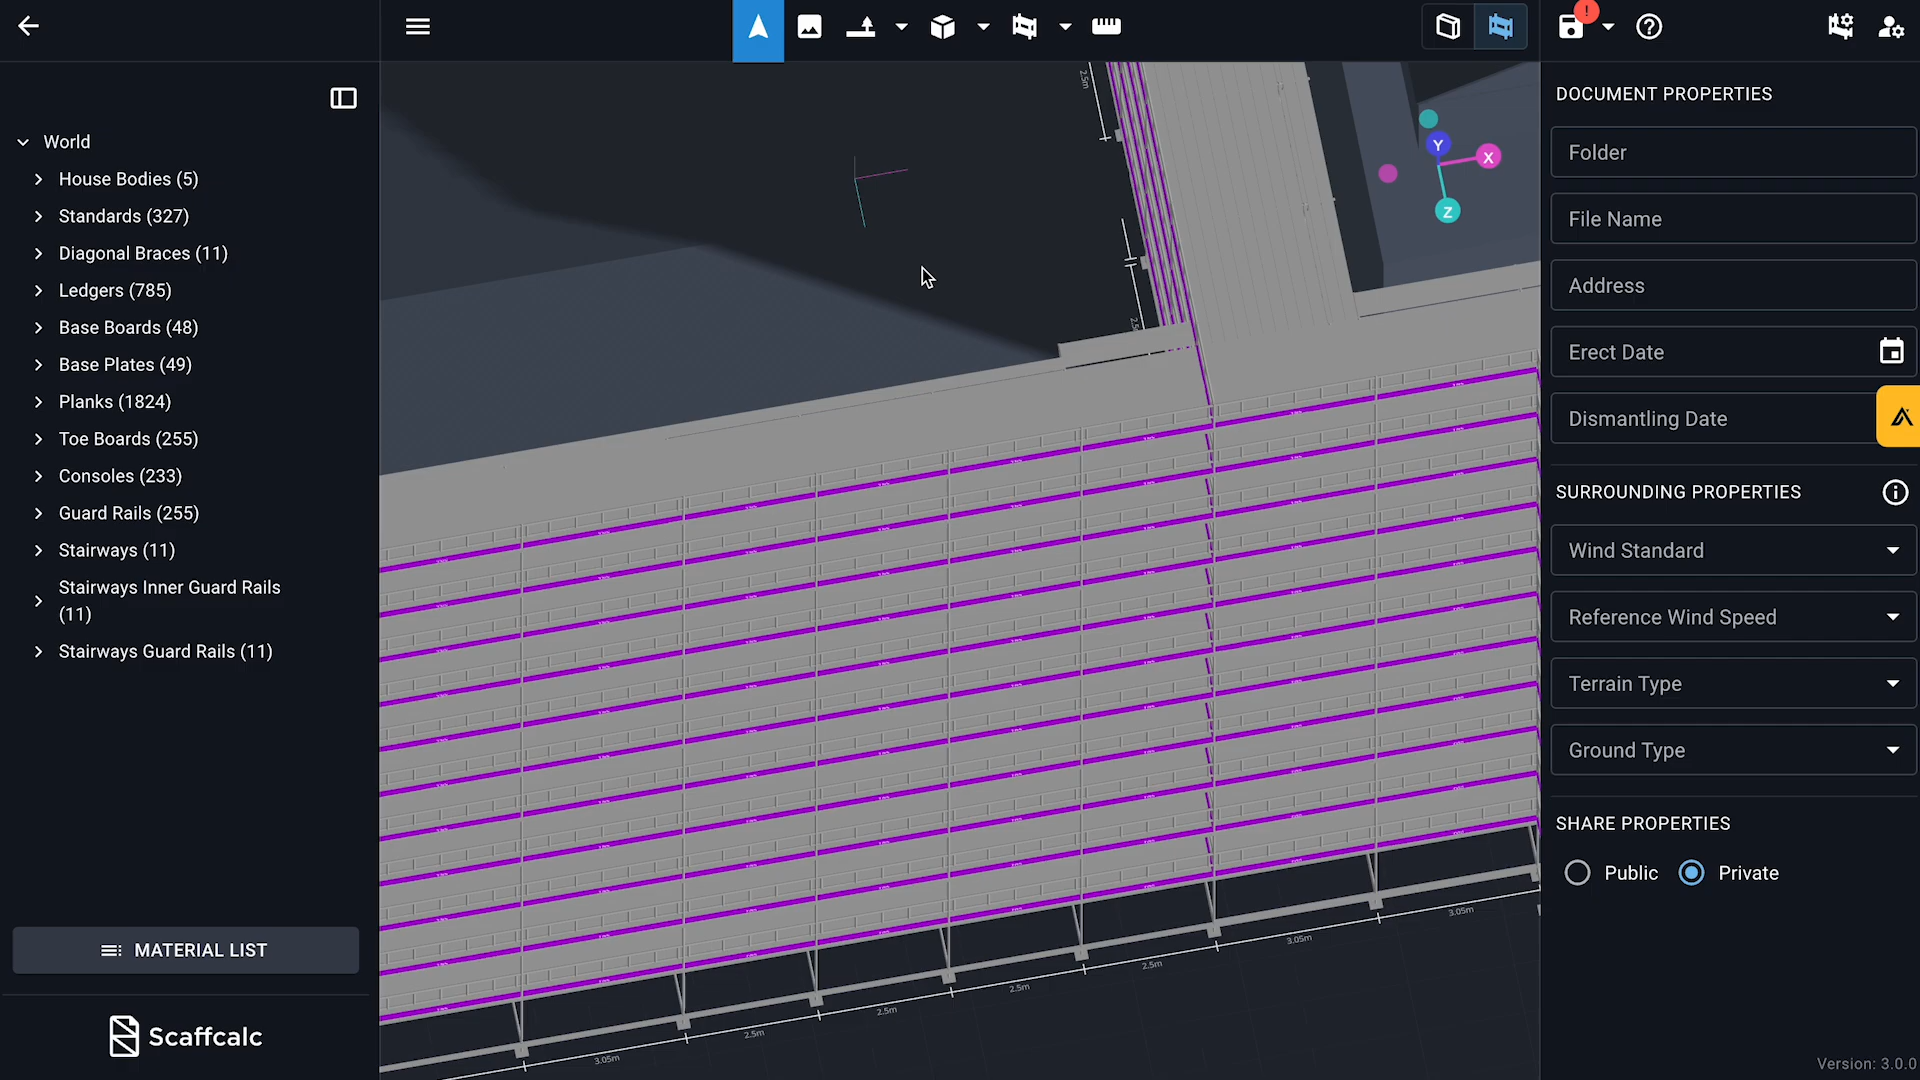 World
House Bodies (5)
Standards (327)
Diagonal Braces (11)
Ledgers (785)
Base Boards (48)
Base Plates (49)
Planks (1824)
Toe Boards (255)
Consoles (233)
Guard Rails (255)
Stairways (11)
Stairways Inner Guard Rails
(11)
Stairways Guard Rails (11)
MATERIAL LIST
Scaffcalc
2.5m
Y
X
Z
3.05m
2.5m
2.5m
2.5m
2.5m
3.05m
3.05m
!
DOCUMENT PROPERTIES
Folder
File Name
Address
Erect Date
Dismantling Date
SURROUNDING PROPERTIES
Wind Standard
Reference Wind Speed
Terrain Type
Ground Type
SHARE PROPERTIES
Public
Private
Version: 3.0.0